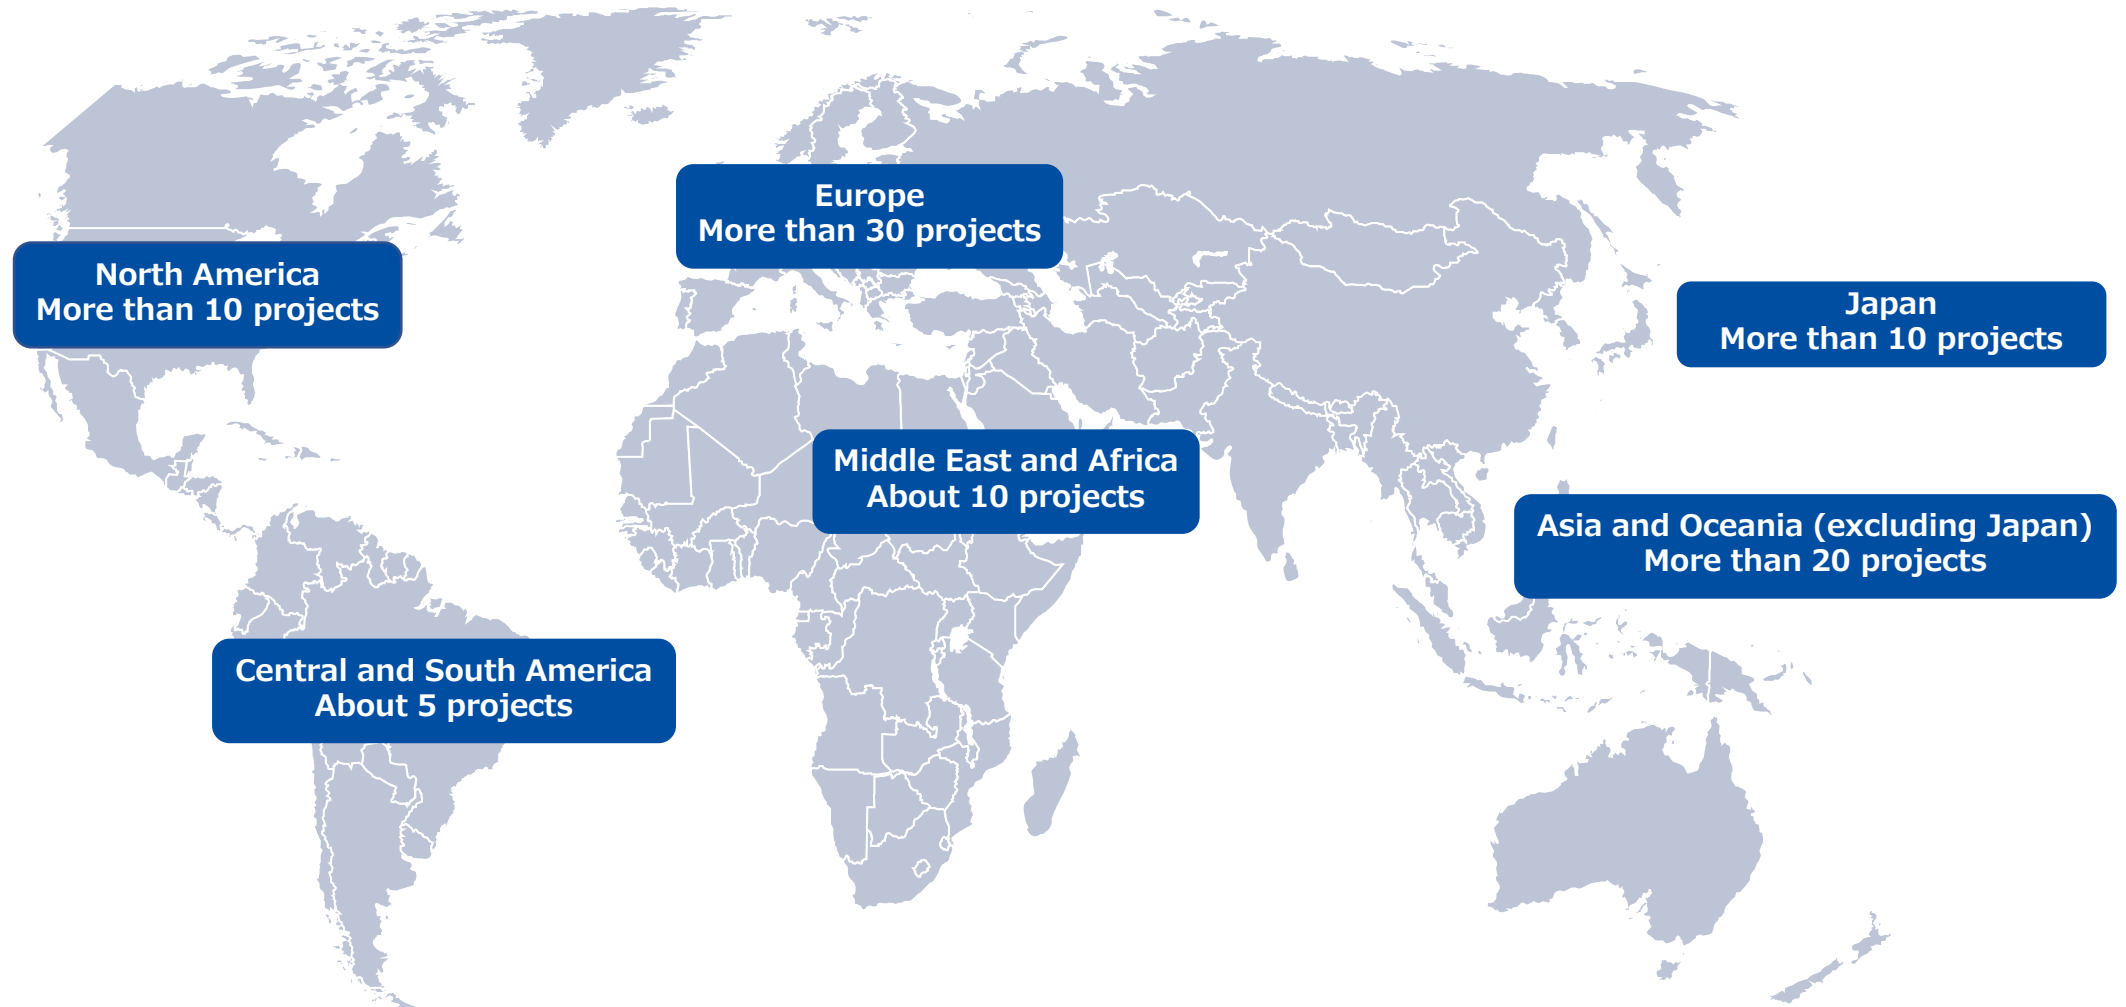 Europe
More than 30 projects
North America
More than 10 projects
Japan
More than 10 projects
Middle East and Africa
About 10 projects
Asia and Oceania (excluding Japan)
More than 20 projects
Central and South America
About 5 projects